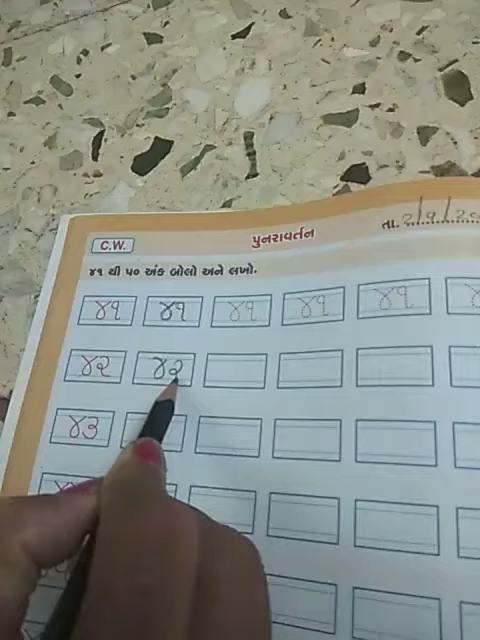 C.W.
પુનરાવર્તન
તા.
૪૧ થી ૫૦ અંક બોલો અને લખો.
૪૧ ૪૧ ૪૧ ૪૧ ૪૧
૪૨ ૪૨
૪૩